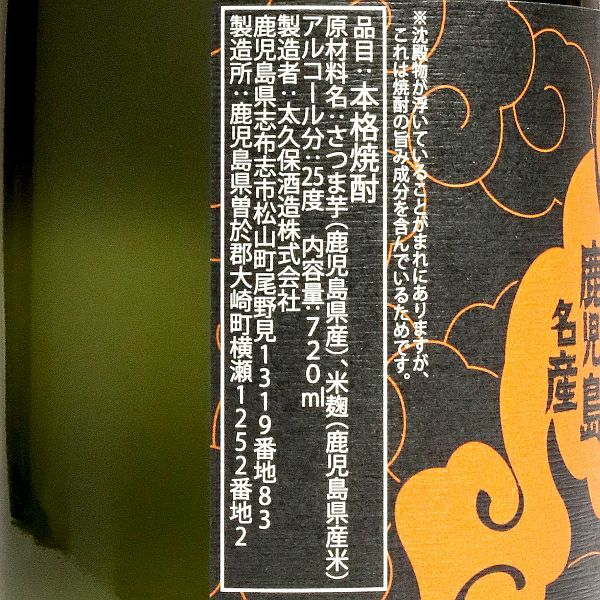 ※沈殿物が浮いていることがまれにありますが、
これは焼酎の旨み成分を含んでいるためです。
品目：本格焼酎
原材料名：さつま芋（鹿児島県産）、米麹（鹿児島県産米）
アルコール分：25度　内容量：720ml
製造者：太久保酒造株式会社
鹿児島県志布志市松山町尾野見1319番地83
製造所：鹿児島県曽於郡大崎町横瀬1252番地2
鹿児島
名産